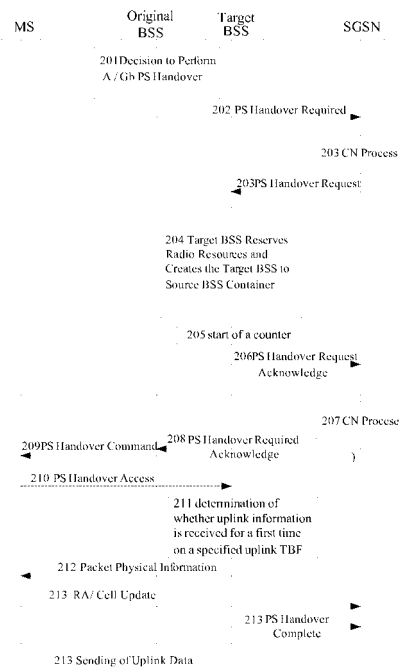 MS
Original
BSS
Target
BSS
SGSN
201Decision to Perform
A / Gb PS Handover
202 PS Handover Required
203 CN Process
203PS Handover Request
204 Target BSS Reserves
Radio Resources and
Creates the Target BSS to
Source BSS Container
205 start of a counter
206PS Handover Request
Acknowledge
207 CN Procese
208 PS Handover Required
Acknowledge
209PS Handover Command
)
210 PS Handover Access
211 determination of
whether uplink information
is received for a first time
on a specified uplink TBF
212 Packet Physical Information
213 RA/ Cell Update
213 PS Handover
Complete
213 Sending of Uplink Data